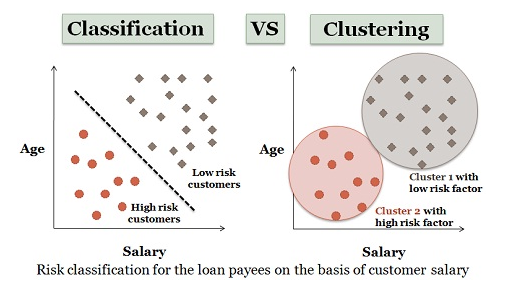 Classification VS Clustering
Age
Low risk
customers
High risk
customers
Salary
Age
Cluster 1 with
low risk factor
Cluster 2 with
high risk factor
Salary
Risk classification for the loan payees on the basis of customer salary